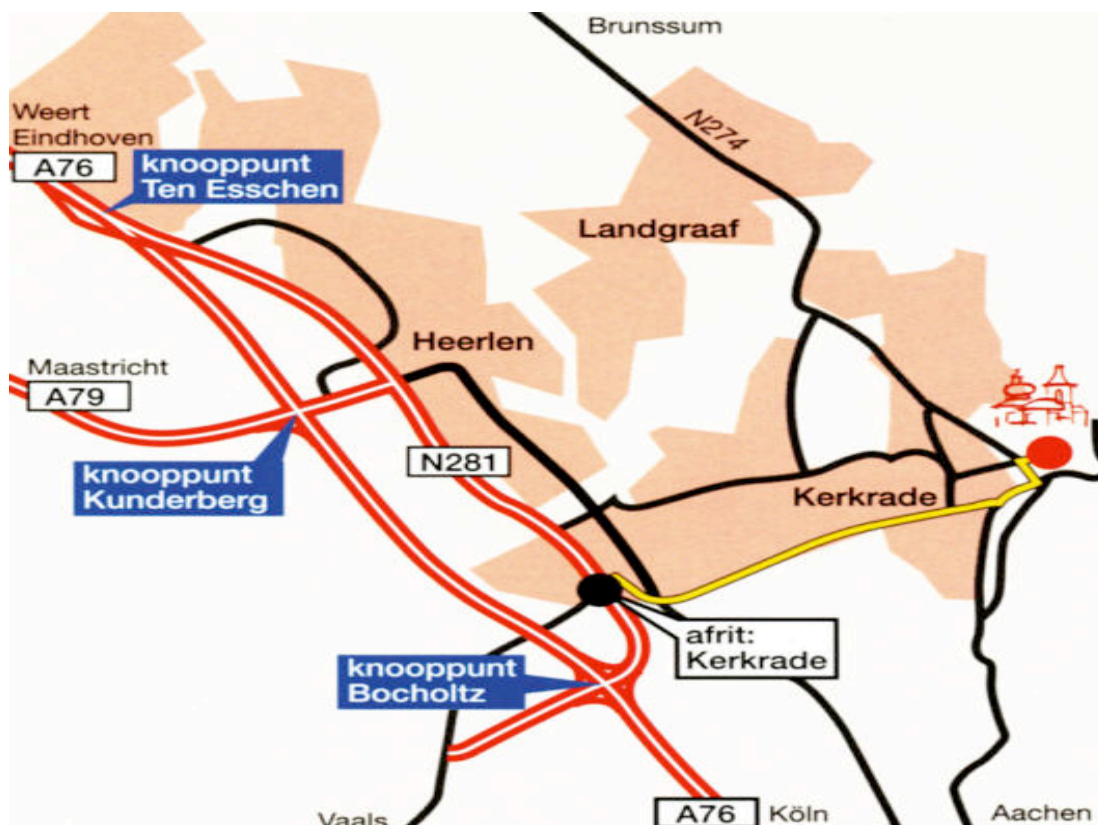 Brunssum
Weert
Eindhoven
A76
knooppunt
Ten Esschen
N274
Landgraaf
Heerlen
Maastricht
A79
knooppunt
Kunderberg
N281
Kerkrade
afrit:
Kerkrade
knooppunt
Bocholtz
Vaals
A76
Köln
Aachen